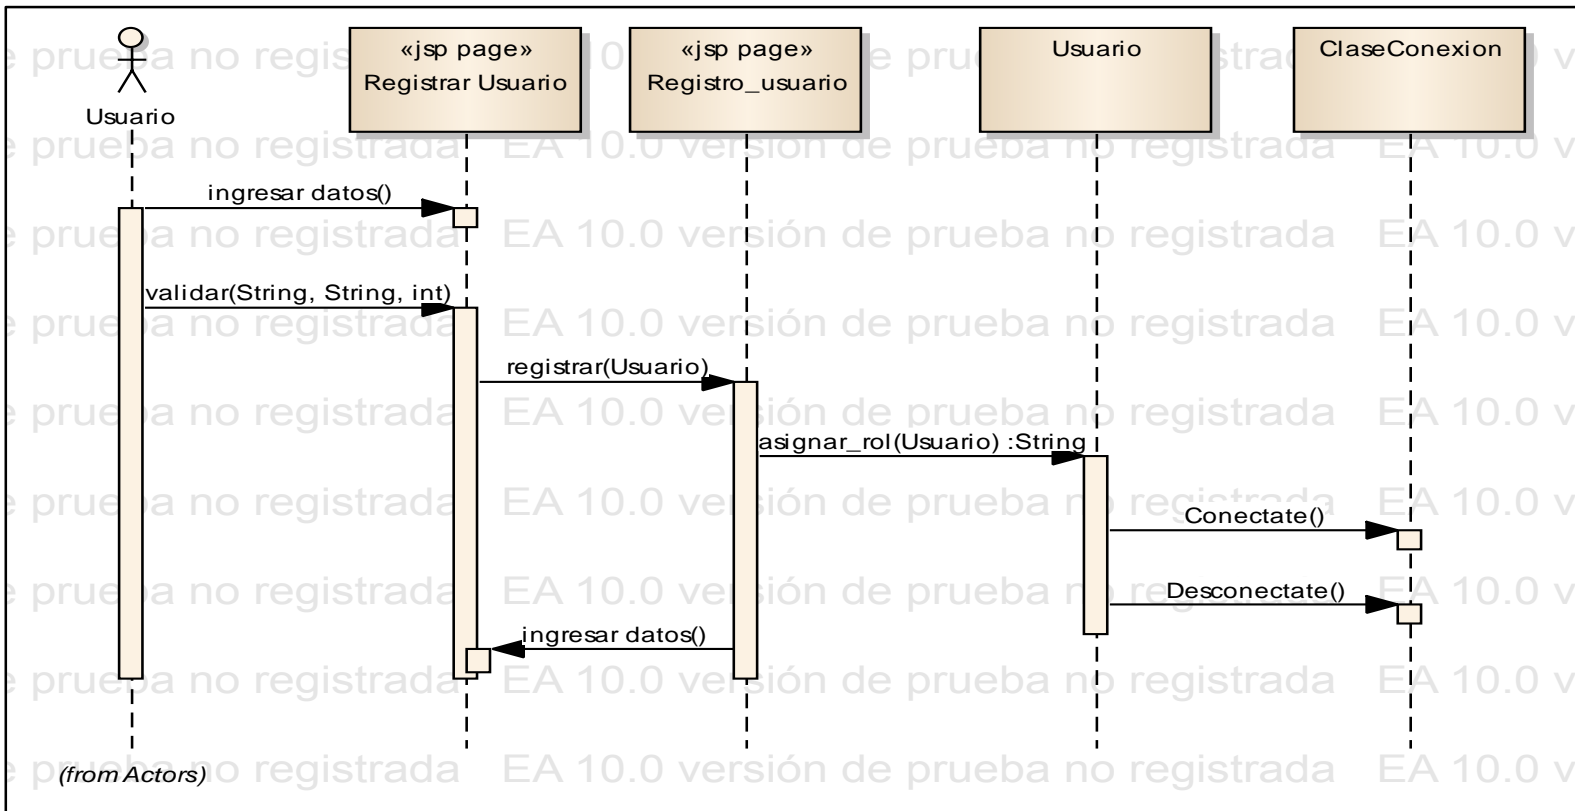 «jsp page»
Registrar Usuario
«jsp page»
Registro_usuario
Usuario
ClaseConexion
Usuario
ingresar datos()
validar(String, String, int)
registrar(Usuario)
asignar_rol(Usuario) :String
Conectate()
Desconectate()
ingresar datos()
(from Actors)
EA 10.0 versión de prueba no registrada